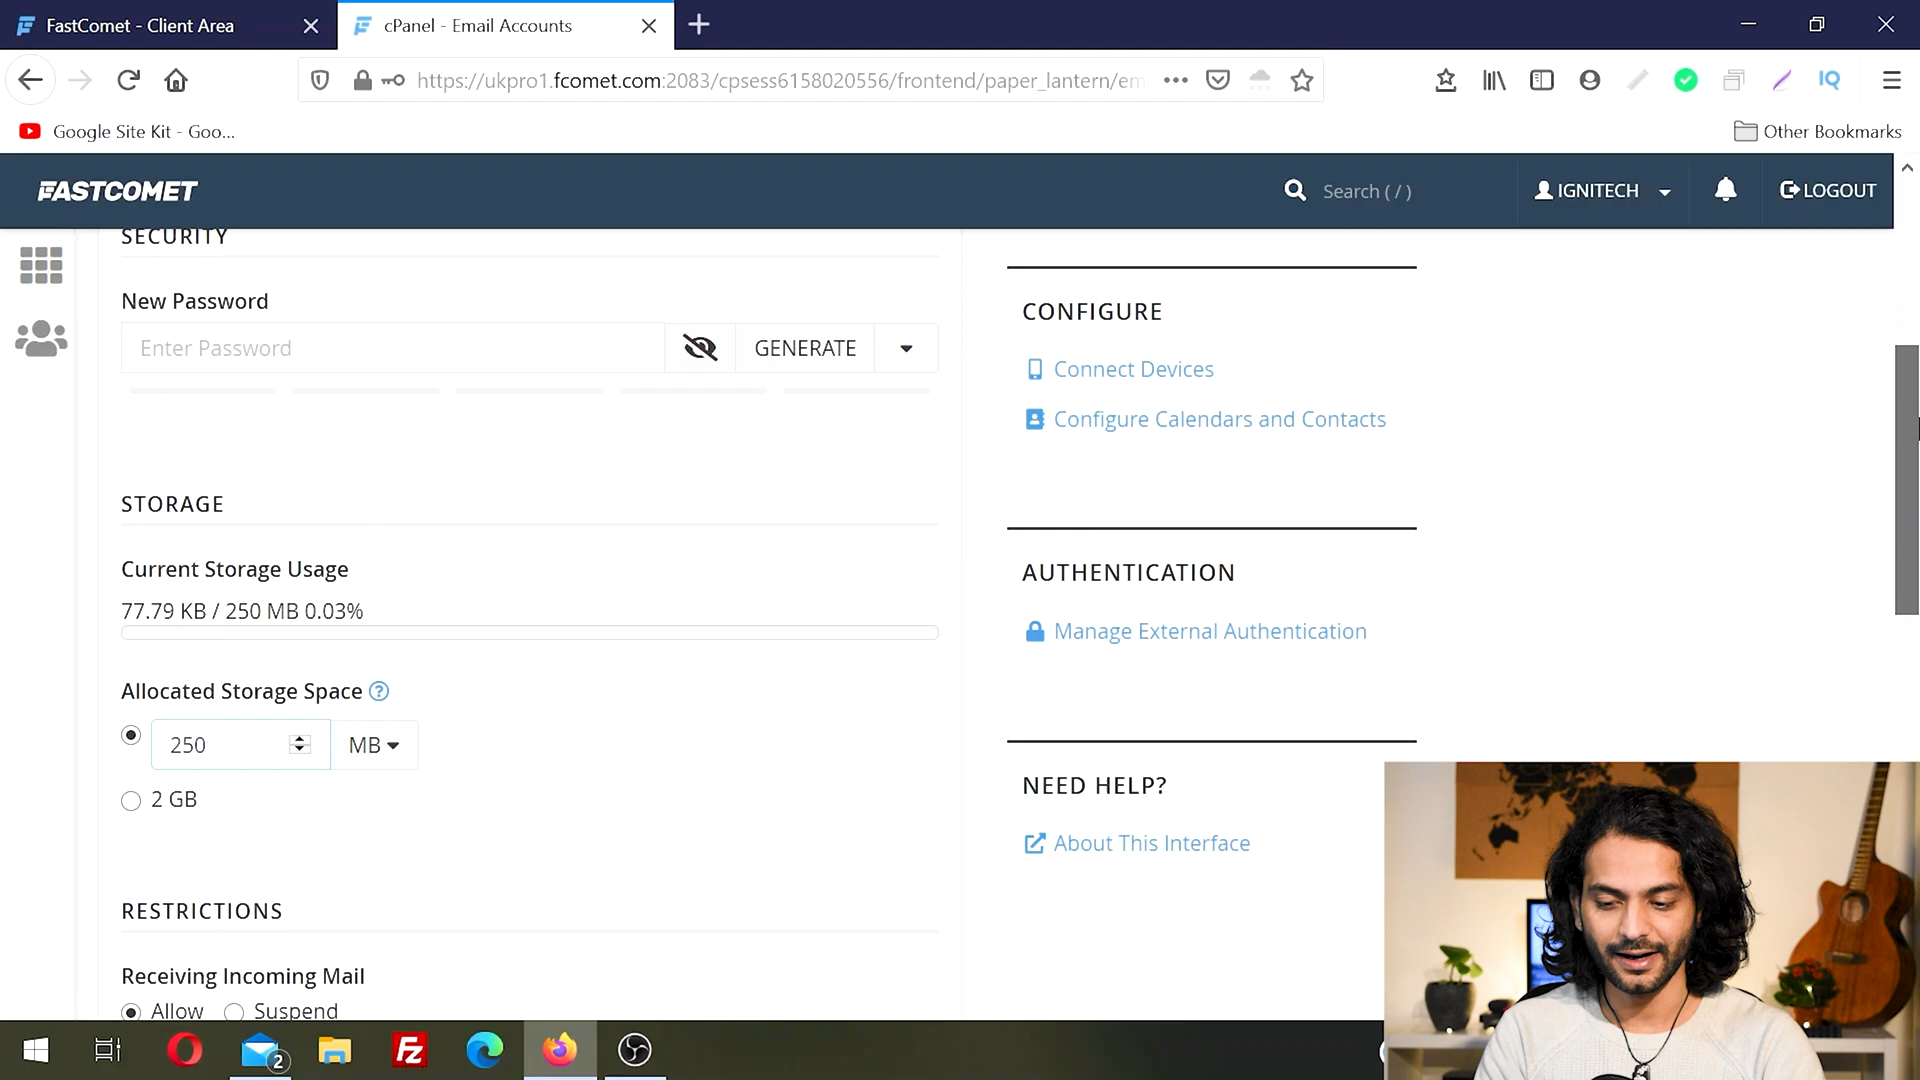 FastComet - Client Area
cPanel - Email Accounts
https://ukpro1.fcomet.com:2083/cpsess6158020556/frontend/paper_lantern/em
IQ
Google Site Kit - Goo...
Other Bookmarks
FASTCOMET
Search ( / )
IGNITECH
LOGOUT
SECURITY
New Password
Enter Password
GENERATE
CONFIGURE
Connect Devices
Configure Calendars and Contacts
STORAGE
Current Storage Usage
77.79 KB / 250 MB 0.03%
AUTHENTICATION
Manage External Authentication
Allocated Storage Space ?
250
MB
2 GB
NEED HELP?
About This Interface
RESTRICTIONS
Receiving Incoming Mail
Allow
Suspend
2
FZ